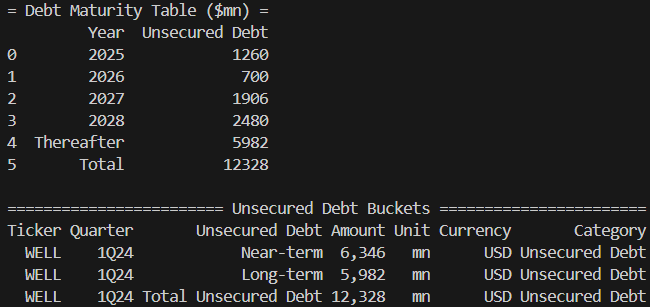 = Debt Maturity Table ($mn) =
Year Unsecured Debt
0 2025 1260
1 2026 700
2 2027 1906
3 2028 2480
4 Thereafter 5982
5 Total 12328
======================== Unsecured Debt Buckets =======================
Ticker Quarter Unsecured Debt Amount Unit Currency Category
WELL 1Q24 Near-term 6,346 mn USD Unsecured Debt
WELL 1Q24 Long-term 5,982 mn USD Unsecured Debt
WELL 1Q24 Total Unsecured Debt 12,328 mn USD Unsecured Debt